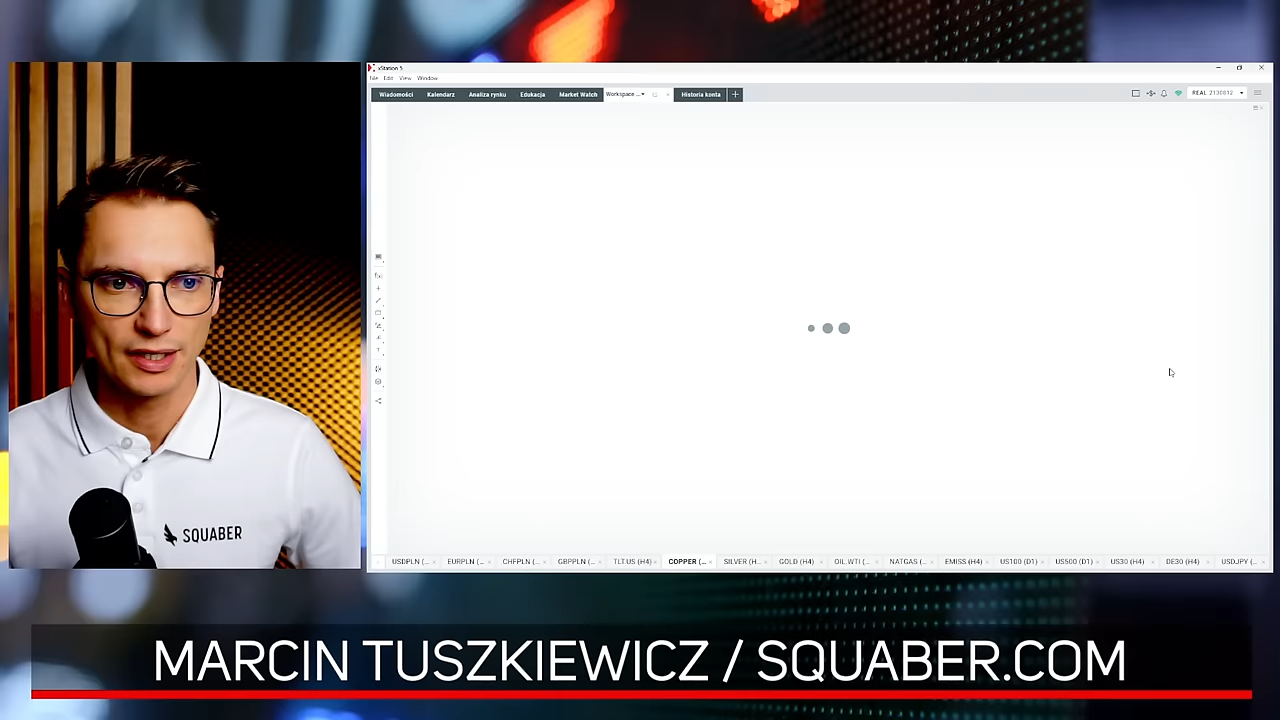 xStation 5
File Edit View Window
Wiadomości Kalendarz Analiza rynku Edukacja Market Watch Workspace ... Historia konta
REAL 2130812
SQUABER
USDPLN (... EURPLN (... CHFPLN (... GBPPLN (... TLT.US (H4) COPPER (... SILVER (H... GOLD (H4) OIL.WTI (... NATGAS (... EMISS (H4) US100 (D1) US500 (D1) US30 (H4) DE30 (H4) USDJPY (...
MARCIN TUSZKIEWICZ / SQUABER.COM